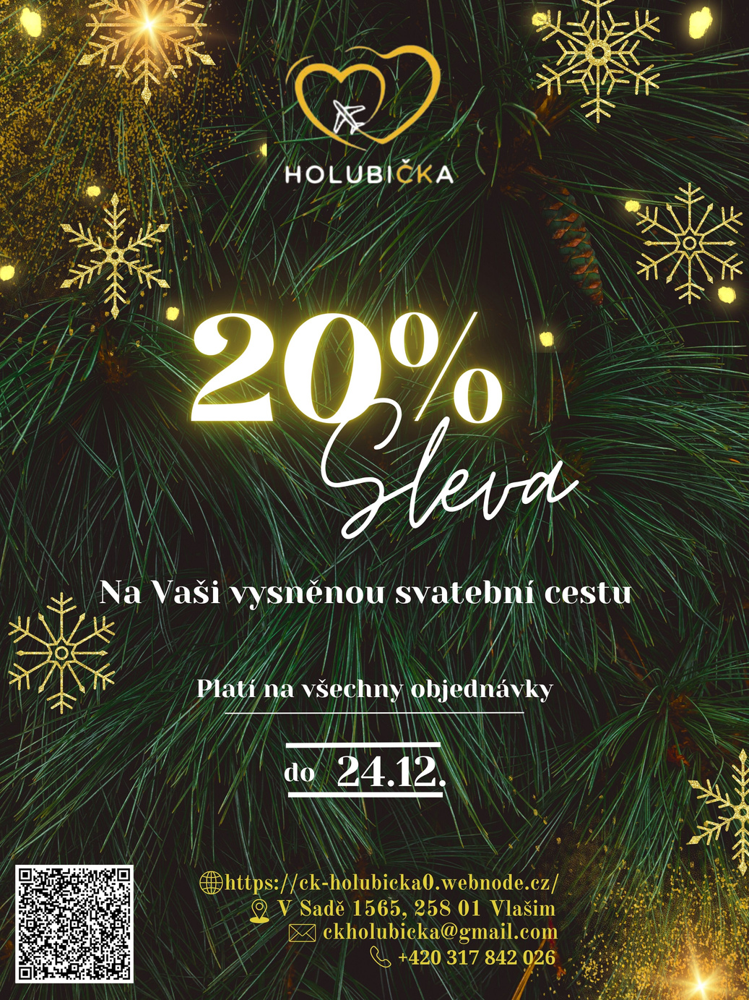 HOLUBIČKA
20%
Sleva
Na Vaši vysněnou svatební cestu
Platí na všechny objednávky
do 24.12.
https://ck-holubicka0.webnode.cz/
V Sadě 1565, 258 01 Vlašim
ckholubicka@gmail.com
+420 317 842 026